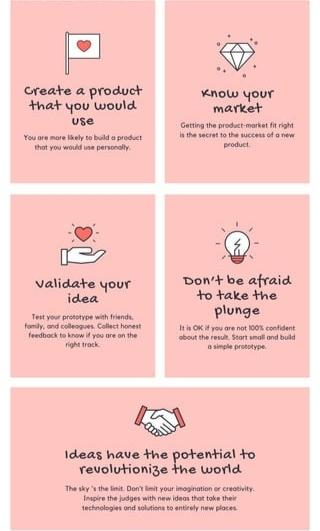 Create a product
that you would
use
You are more likely to build a product
that you would use personally.
Know your
market
Getting the product-market fit right
is the secret to the success of a new
product.
Validate your
idea
Test your prototype with friends,
family, and colleagues. Collect honest
feedback to know if you are on the
right track.
Don't be afraid
to take the
plunge
It is OK if you are not 100% confident
about the result. Start small and build
a simple prototype.
Ideas have the potential to
revolutionize the world
The sky 's the limit. Don't limit your imagination or creativity.
Inspire the judges with new ideas that take their
technologies and solutions to entirely new places.